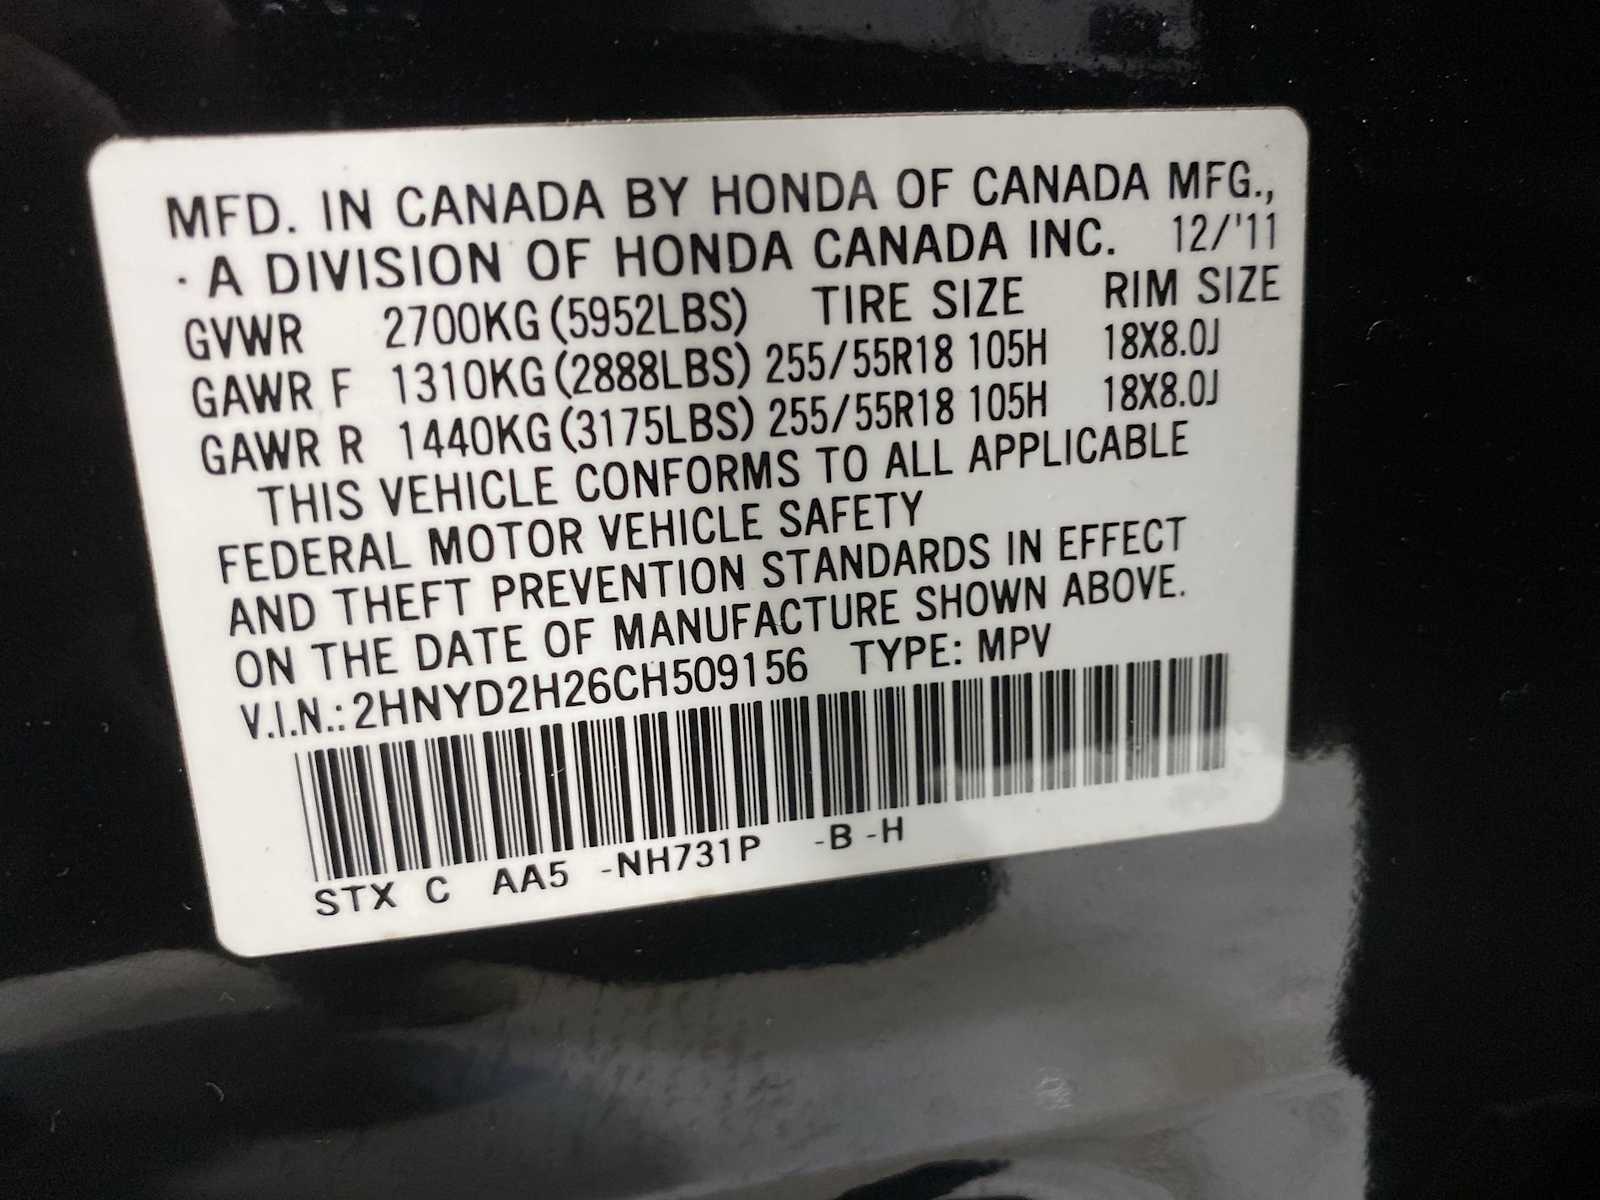 MFD. IN CANADA BY HONDA OF CANADA MFG.,
· A DIVISION OF HONDA CANADA INC. 12/'11
GVWR 2700KG (5952LBS) TIRE SIZE RIM SIZE
GAWR F 1310KG (2888LBS) 255/55R18 105H 18X8.0J
GAWR R 1440KG (3175LBS) 255/55R18 105H 18X8.0J
THIS VEHICLE CONFORMS TO ALL APPLICABLE
FEDERAL MOTOR VEHICLE SAFETY
AND THEFT PREVENTION STANDARDS IN EFFECT
ON THE DATE OF MANUFACTURE SHOWN ABOVE.
V.I.N.: 2HNYD2H26CH509156 TYPE: MPV
STX C AA5 -NH731P -B -H